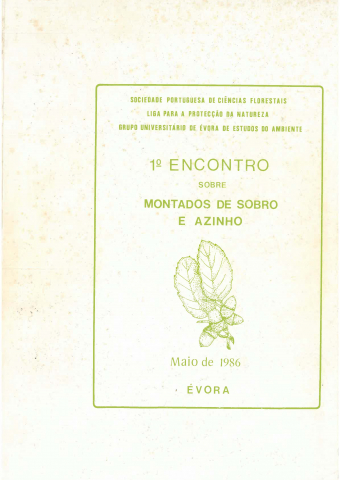 SOCIEDADE PORTUGUESA DE CIÊNCIAS FLORESTAIS
LIGA PARA A PROTECÇÃO DA NATUREZA
GRUPO UNIVERSITÁRIO DE ÉVORA DE ESTUDOS DO AMBIENTE
1º ENCONTRO
SOBRE
MONTADOS DE SOBRO
E AZINHO
Maio de 1986
ÉVORA